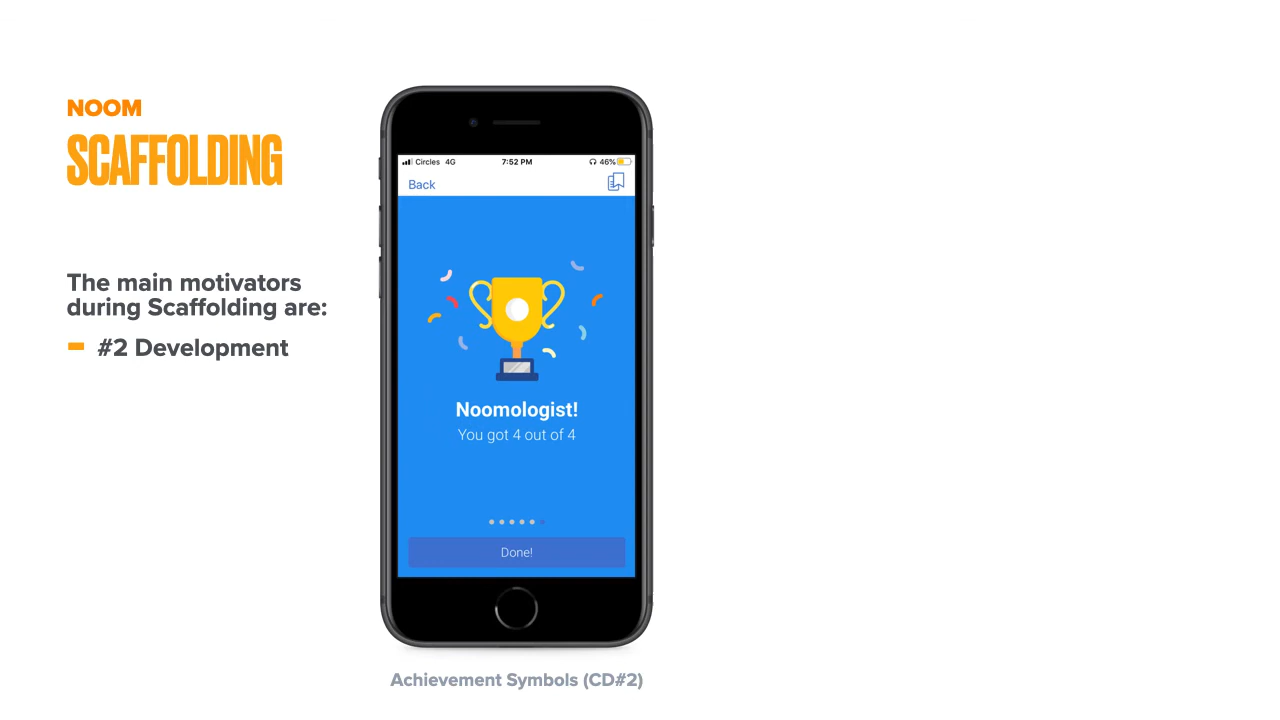 NOOM
SCAFFOLDING
The main motivators
during Scaffolding are:
#2 Development
Circles 4G 7:52 PM 46%
Back
Noomologist!
You got 4 out of 4
Done!
Achievement Symbols (CD#2)